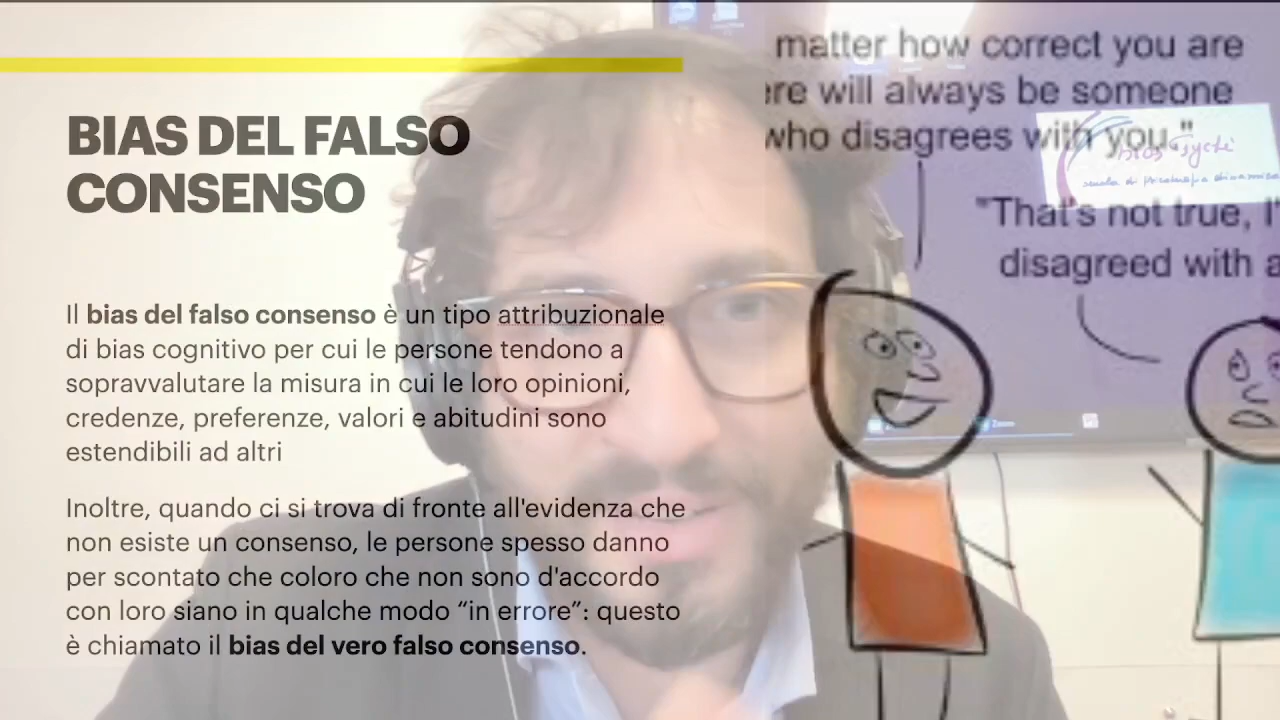 BIAS DEL FALSO
CONSENSO
Il bias del falso consenso è un tipo attribuzionale
di bias cognitivo per cui le persone tendono a
sopravvalutare la misura in cui le loro opinioni,
credenze, preferenze, valori e abitudini sono
estendibili ad altri
Inoltre, quando ci si trova di fronte all'evidenza che
non esiste un consenso, le persone spesso danno
per scontato che coloro che non sono d'accordo
con loro siano in qualche modo “in errore”: questo
è chiamato il bias del vero falso consenso.
matter how correct you are
will always be someone
who disagrees with you."
"That's not true, I'
disagreed with a